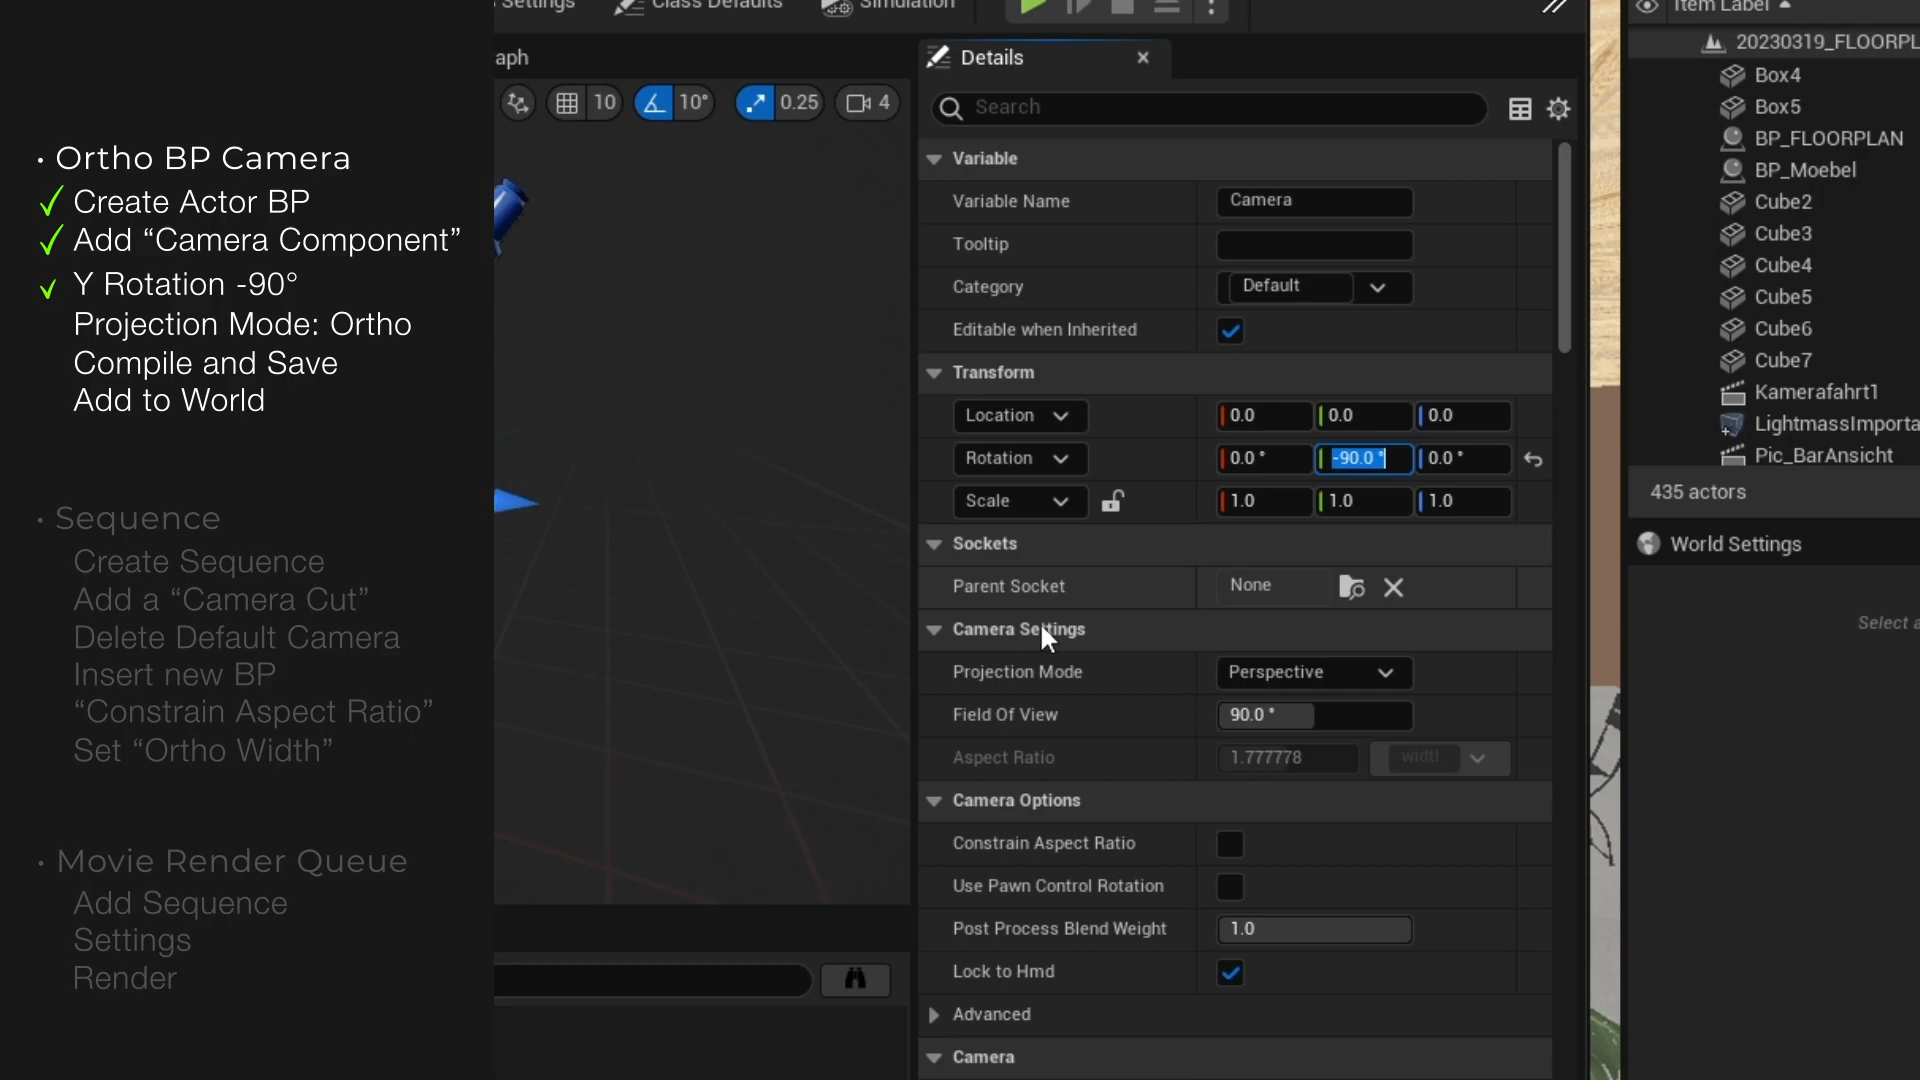 Settings
Class Defaults
Simulation
Item Label
aph
Details
10
10°
0.25
4
Search
20230319_FLOORPL
Box4
Box5
BP_FLOORPLAN
BP_Moebel
Cube2
Cube3
Cube4
Cube5
Cube6
Cube7
Kamerafahrt1
LightmassImporta
Pic_BarAnsicht
435 actors
World Settings
Select a
· Ortho BP Camera
✓ Create Actor BP
✓ Add “Camera Component”
✓ Y Rotation -90°
Projection Mode: Ortho
Compile and Save
Add to World
· Sequence
Create Sequence
Add a “Camera Cut”
Delete Default Camera
Insert new BP
“Constrain Aspect Ratio”
Set “Ortho Width”
· Movie Render Queue
Add Sequence
Settings
Render
Variable
Variable Name Camera
Tooltip
Category Default
Editable when Inherited
Transform
Location 0.0 0.0 0.0
Rotation 0.0 ° -90.0 ° 0.0 °
Scale 1.0 1.0 1.0
Sockets
Parent Socket None
Camera Settings
Projection Mode Perspective
Field Of View 90.0 °
Aspect Ratio 1.777778 widtl
Camera Options
Constrain Aspect Ratio
Use Pawn Control Rotation
Post Process Blend Weight 1.0
Lock to Hmd
Advanced
Camera